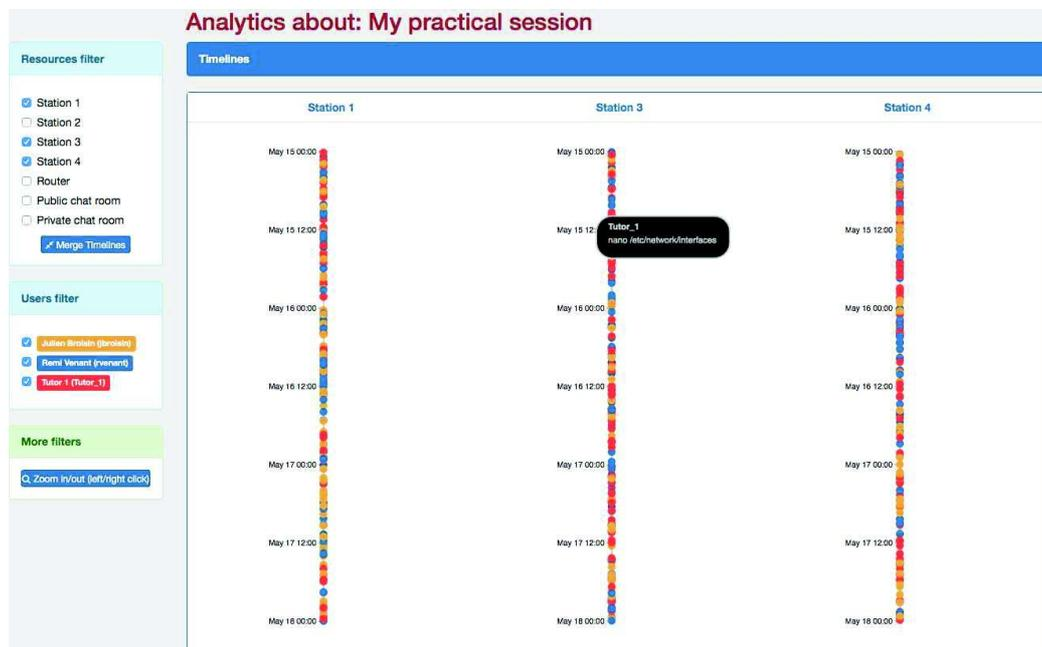 Analytics about: My practical session
Resources filter
Station 1
Station 2
Station 3
Station 4
Router
Public chat room
Private chat room
Merge Timelines
Users filter
Julien Broisin (jbroisin)
Remi Venant (rvenant)
Tutor 1 (Tutor_1)
More filters
Zoom in/out (left/right click)
Timelines
Station 1
May 15 00:00
May 15 12:00
May 16 00:00
May 16 12:00
May 17 00:00
May 17 12:00
May 18 00:00
Station 3
May 15 00:00
May 15 12:
Tutor_1
nano /etc/network/interfaces
May 16 00:00
May 16 12:00
May 17 00:00
May 17 12:00
May 18 00:00
Station 4
May 15 00:00
May 15 12:00
May 16 00:00
May 16 12:00
May 17 00:00
May 17 12:00
May 18 00:00